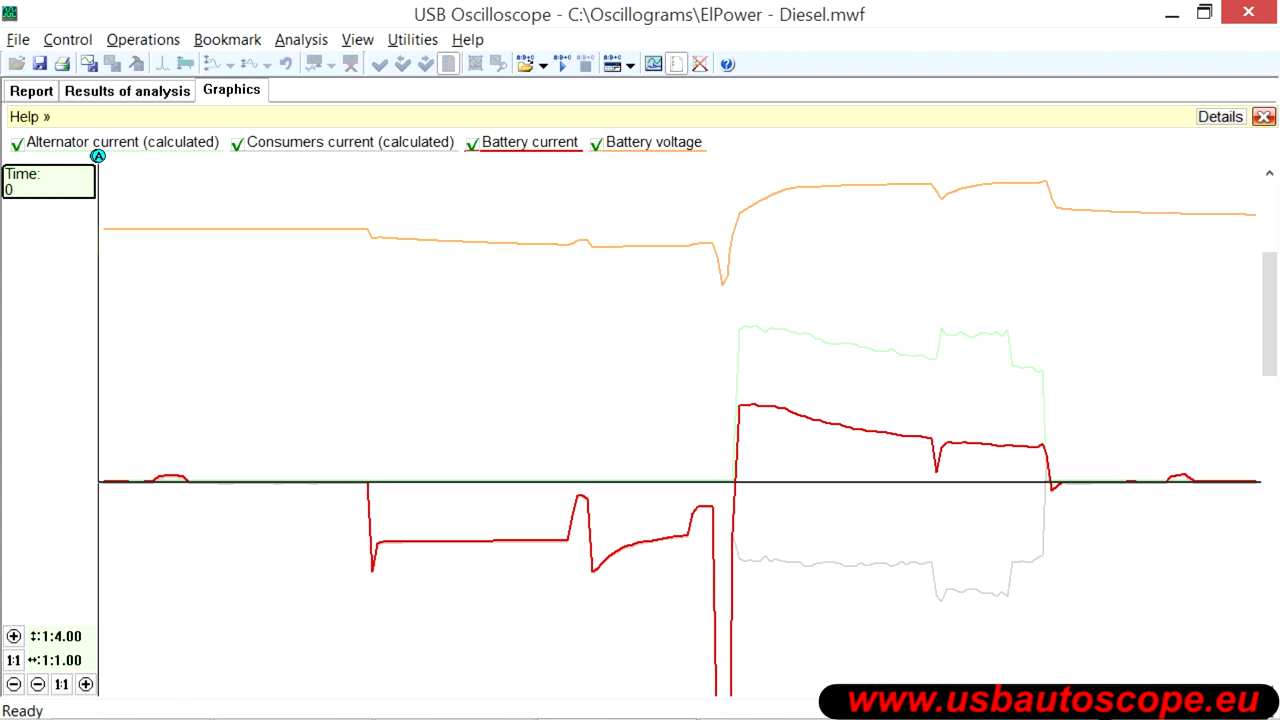 USB Oscilloscope - C:\Oscillograms\ElPower - Diesel.mwf
File Control Operations Bookmark Analysis View Utilities Help
A+B+C A+B+C A+B+C A+B+C
Report Results of analysis Graphics
Help » Details
Alternator current (calculated) Consumers current (calculated) Battery current Battery voltage
A
Time:
0
1:4.00
1:1 1:1.00
1:1
www.usbautoscope.eu
Ready